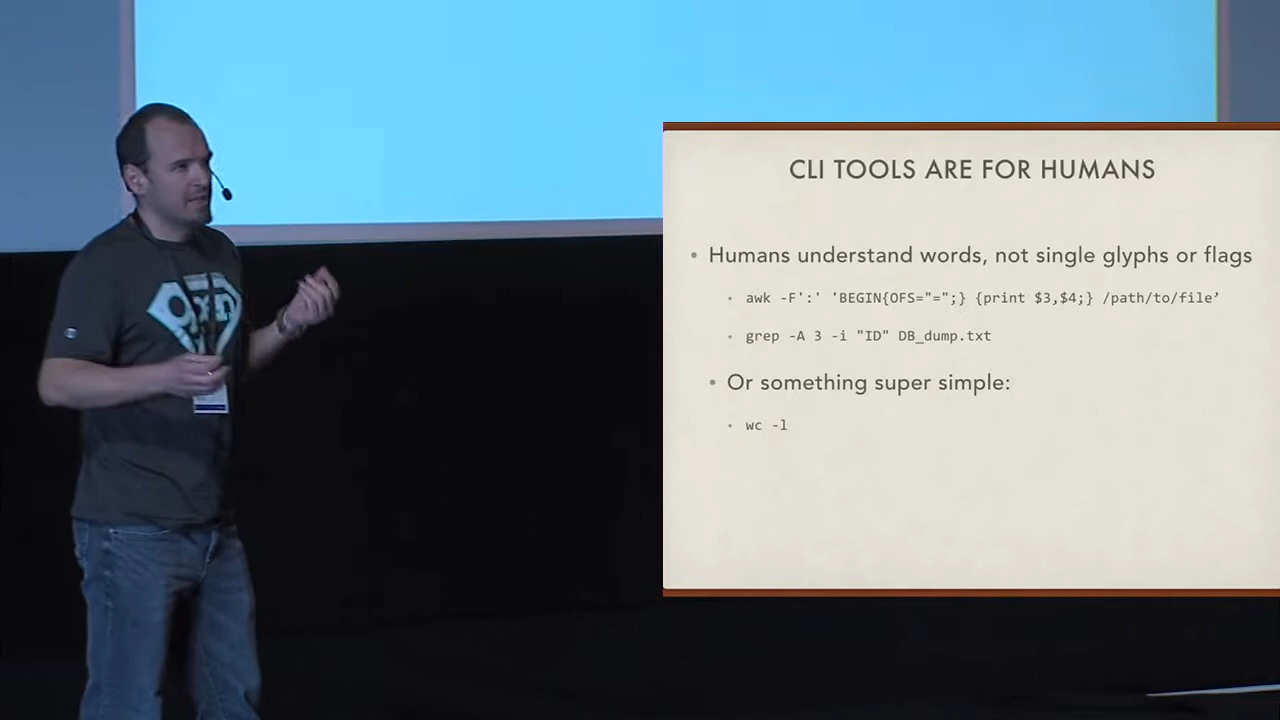 Open
CLI TOOLS ARE FOR HUMANS
Humans understand words, not single glyphs or flags
awk -F':' 'BEGIN{OFS="=";} {print $3,$4;} /path/to/file’
grep -A 3 -i "ID" DB_dump.txt
Or something super simple:
wc -l